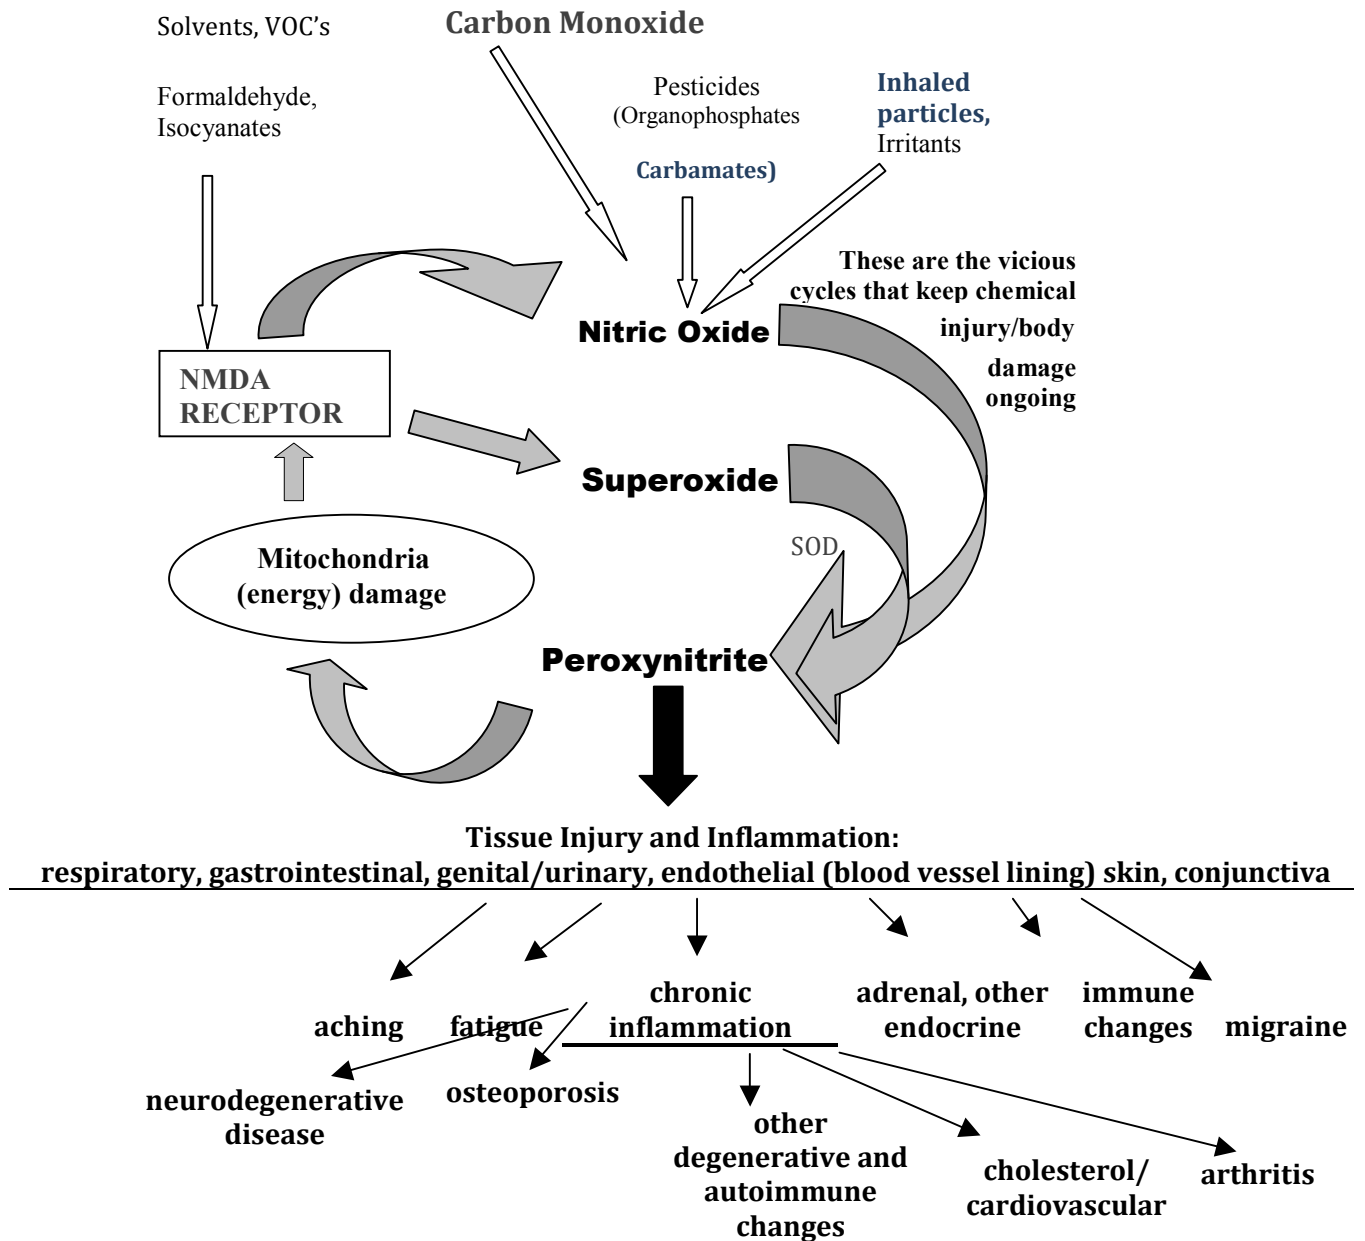 Solvents, VOC's
Carbon Monoxide
Formaldehyde,
Isocyanates
Pesticides
(Organophosphates
Carbamates)
Inhaled
particles,
Irritants
These are the vicious
cycles that keep chemical
injury/body
damage
ongoing
Nitric Oxide
NMDA
RECEPTOR
Superoxide
SOD
Mitochondria
(energy) damage
Peroxynitrite
Tissue Injury and Inflammation:
respiratory, gastrointestinal, genital/urinary, endothelial (blood vessel lining) skin, conjunctiva
aching
fatigue
chronic
inflammation
adrenal, other
endocrine
immune
changes
migraine
neurodegenerative
disease
osteoporosis
other
degenerative and
autoimmune
changes
cholesterol/
cardiovascular
arthritis